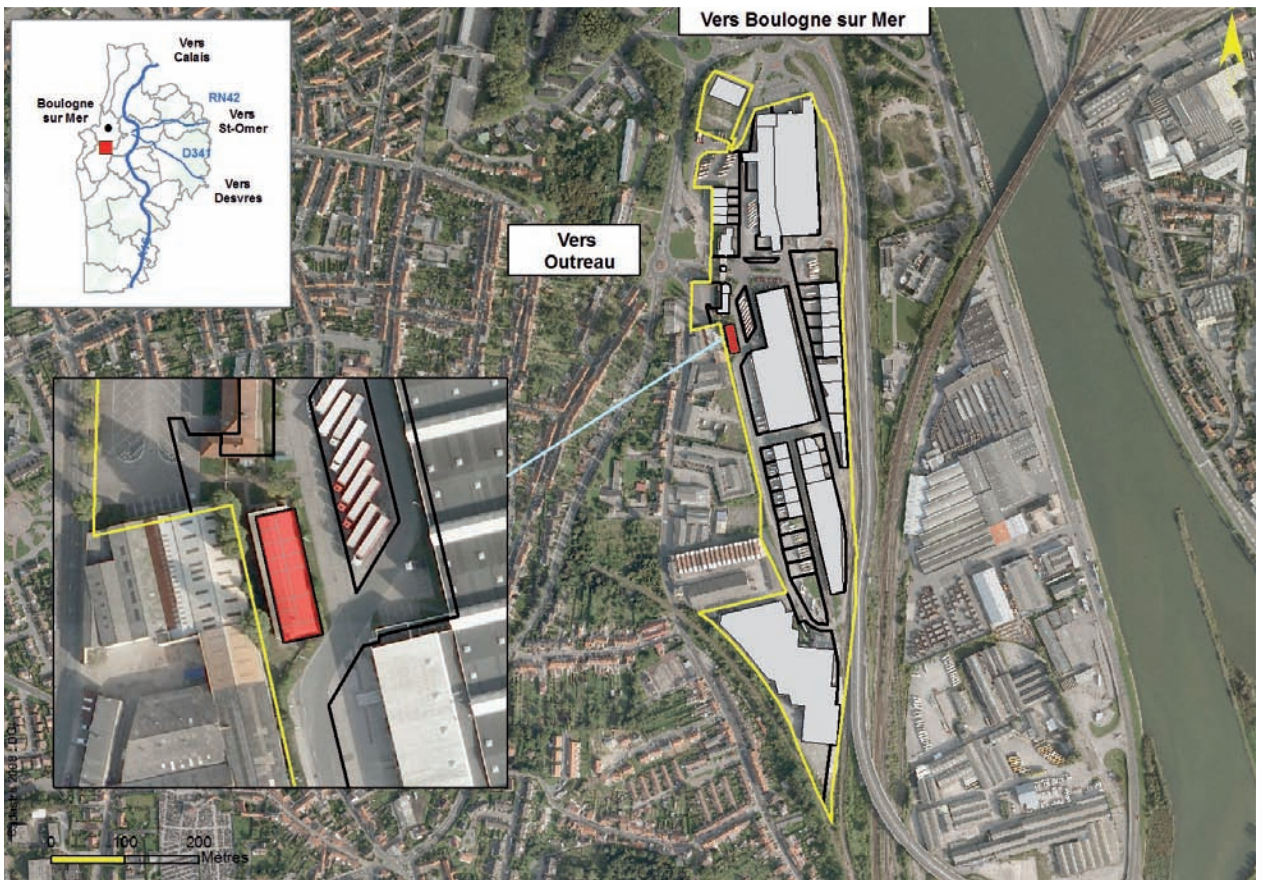 Vers Boulogne sur Mer
Vers
Calais
RN42
Boulogne
sur Mer
Vers
St-Omer
D341
Vers
Desvres
Vers
Outreau
0 100 200
Mètres